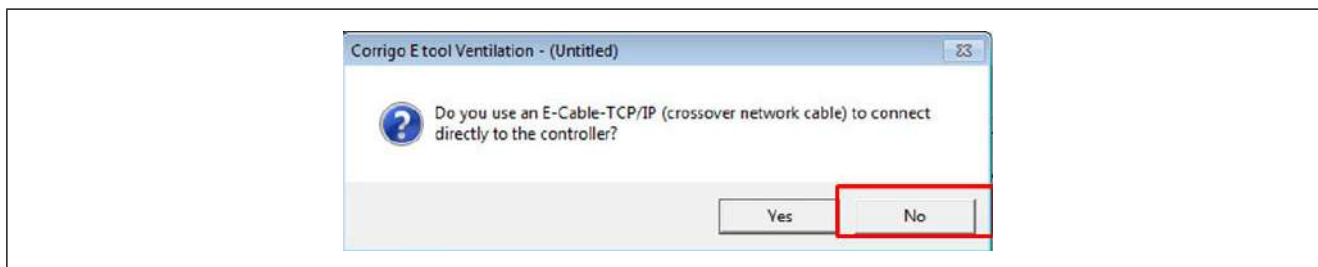 Corrigo E tool Ventilation - (Untitled)
Do you use an E-Cable-TCP/IP (crossover network cable) to connect
directly to the controller?
Yes
No